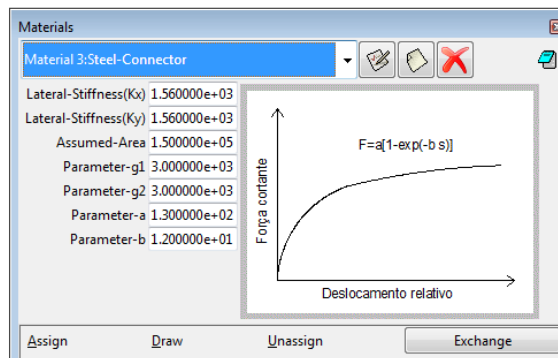 Materials
Material 3:Steel-Connector
Lateral-Stiffness(Kx) 1.560000e+03
Lateral-Stiffness(Ky) 1.560000e+03
Assumed-Area 1.500000e+05
Parameter-g1 3.000000e+03
Parameter-g2 3.000000e+03
Parameter-a 1.300000e+02
Parameter-b 1.200000e+01
F=a[1-exp(-b s)]
Força cortante
Deslocamento relativo
Assign Draw Unassign Exchange